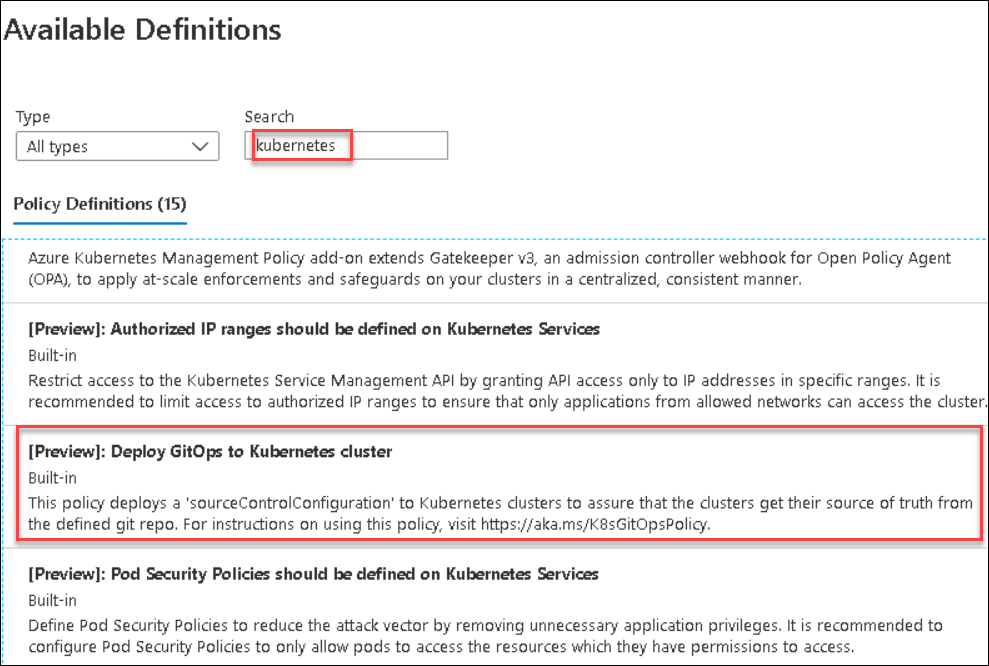 Available Definitions
Type
Search
All types
kubernetes
Policy Definitions (15)
Azure Kubernetes Management Policy add-on extends Gatekeeper v3, an admission controller webhook for Open Policy Agent
(OPA), to apply at-scale enforcements and safeguards on your clusters in a centralized, consistent manner.
[Preview]: Authorized IP ranges should be defined on Kubernetes Services
Built-in
Restrict access to the Kubernetes Service Management API by granting API access only to IP addresses in specific ranges. It is
recommended to limit access to authorized IP ranges to ensure that only applications from allowed networks can access the cluster.
[Preview]: Deploy GitOps to Kubernetes cluster
Built-in
This policy deploys a 'sourceControlConfiguration' to Kubernetes clusters to assure that the clusters get their source of truth from
the defined git repo. For instructions on using this policy, visit https://aka.ms/K8sGitOpsPolicy.
[Preview]: Pod Security Policies should be defined on Kubernetes Services
Built-in
Define Pod Security Policies to reduce the attack vector by removing unnecessary application privileges. It is recommended to
configure Pod Security Policies to only allow pods to access the resources which they have permissions to access.